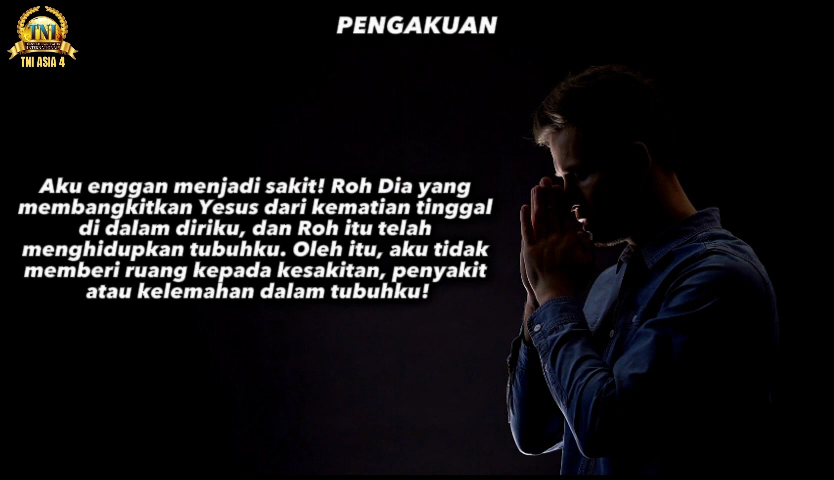 PENGAKUAN
TNI
TNI ASIA 4
Aku enggan menjadi sakit! Roh Dia yang
membangkitkan Yesus dari kematian tinggal
di dalam diriku, dan Roh itu telah
menghidupkan tubuhku. Oleh itu, aku tidak
memberi ruang kepada kesakitan, penyakit
atau kelemahan dalam tubuhku!